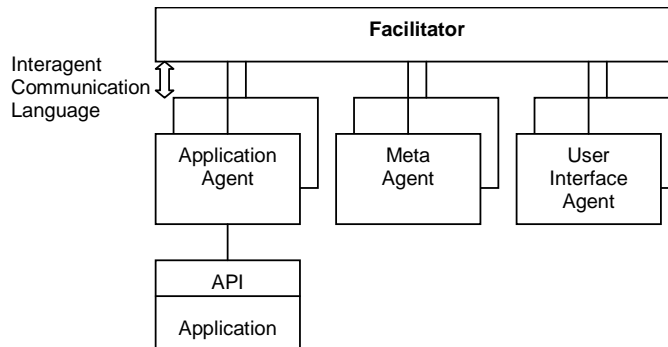 Facilitator
Interagent
Communication
Language
Application
Agent
Meta
Agent
User
Interface
Agent
API
Application